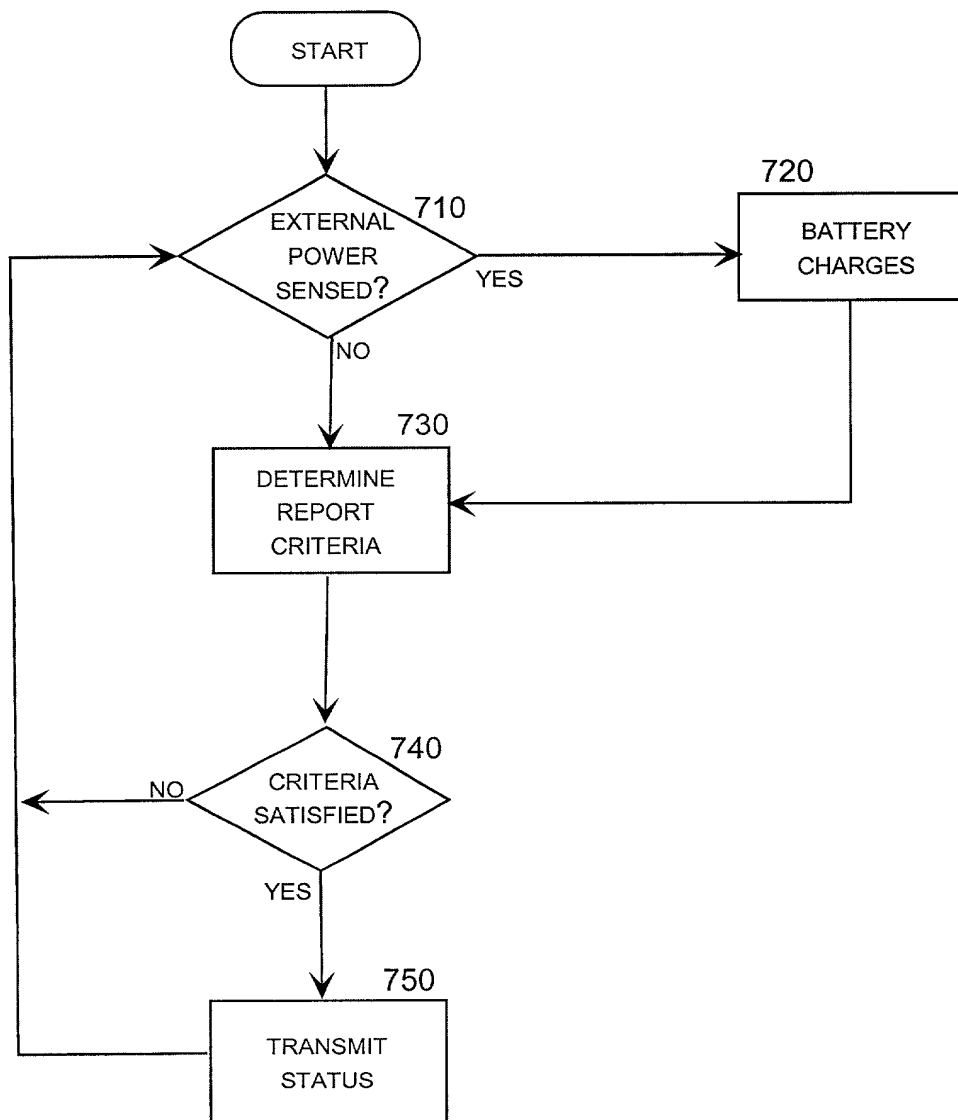 START
710
EXTERNAL
POWER
SENSED?
YES
NO
720
BATTERY
CHARGES
730
DETERMINE
REPORT
CRITERIA
740
CRITERIA
SATISFIED?
NO
YES
750
TRANSMIT
STATUS